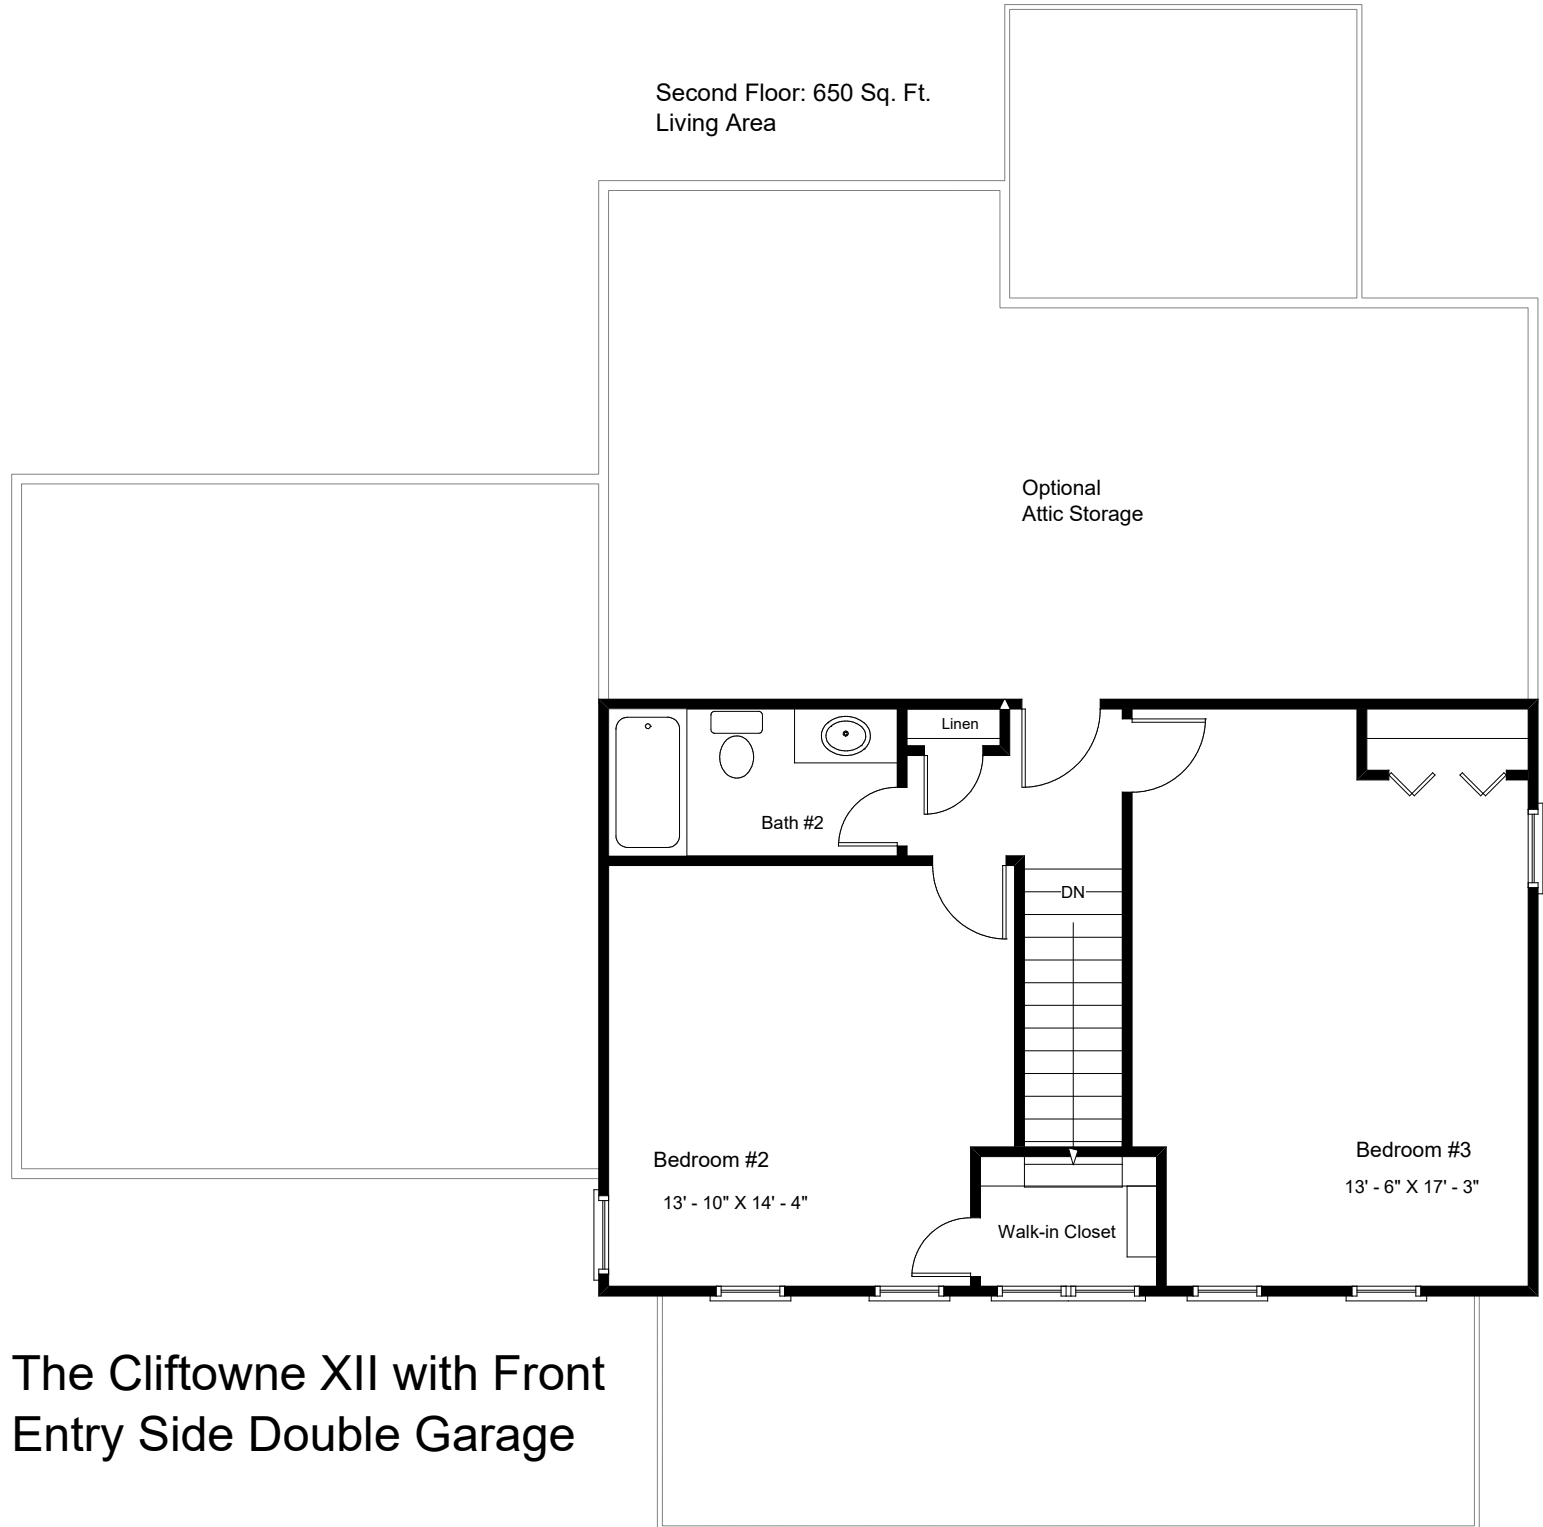 Second Floor: 650 Sq. Ft.
Living Area
Optional
Attic Storage
Linen
Bath #2
DN
Bedroom #2
13' - 10" X 14' - 4"
Walk-in Closet
Bedroom #3
13' - 6" X 17' - 3"
The Cliftowne XII with Front
Entry Side Double Garage